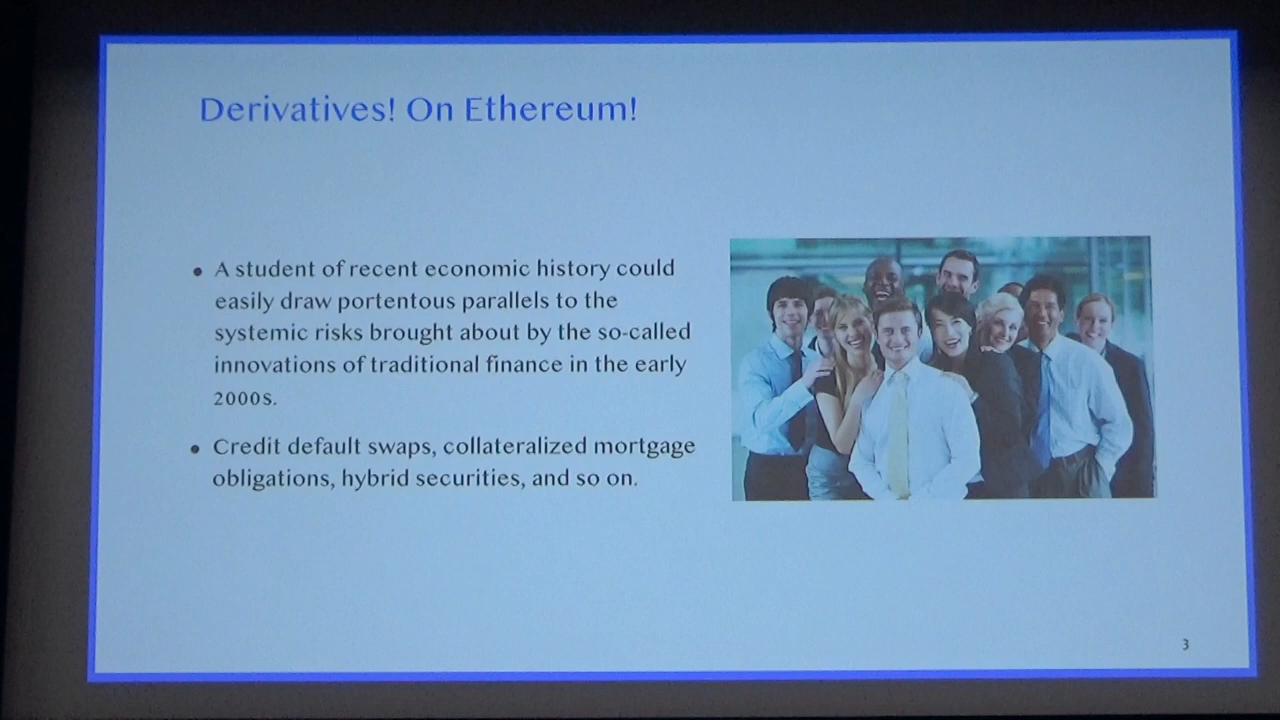 Derivatives! On Ethereum!
• A student of recent economic history could
easily draw portentous parallels to the
systemic risks brought about by the so-called
innovations of traditional finance in the early
2000s.
• Credit default swaps, collateralized mortgage
obligations, hybrid securities, and so on.
3